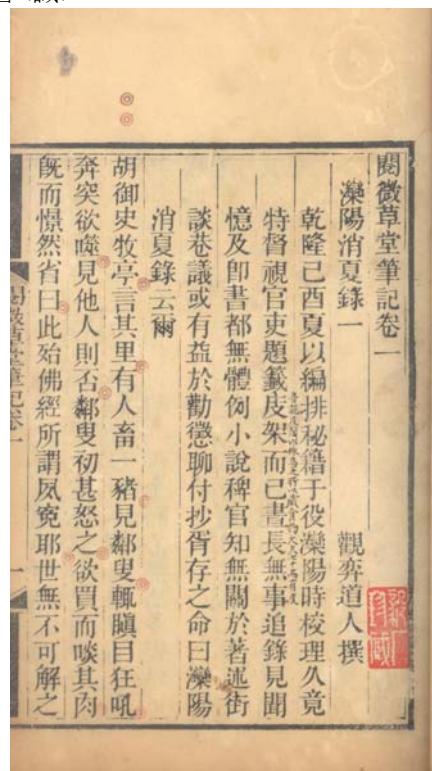 閱微草堂筆記卷一
灤陽消夏錄一
觀弈道人撰
乾隆己酉夏以編排秘籍于役灤陽時校理久竟
特督視官吏題籤庋架而已晝長無事追錄見聞
憶及即書都無體例小說稗官知無關於著述街
談巷議或有益於勸懲聊付抄胥存之命曰灤陽
消夏錄云爾
胡御史牧亭言其里有人畜一豬見鄰叟輒瞋目狂吼
奔突欲噬見他人則否鄰叟初甚怒之欲買而啖其肉
旣而憬然省曰此殆佛經所謂夙冤耶世無不可解之
閱微草堂筆記卷一
一